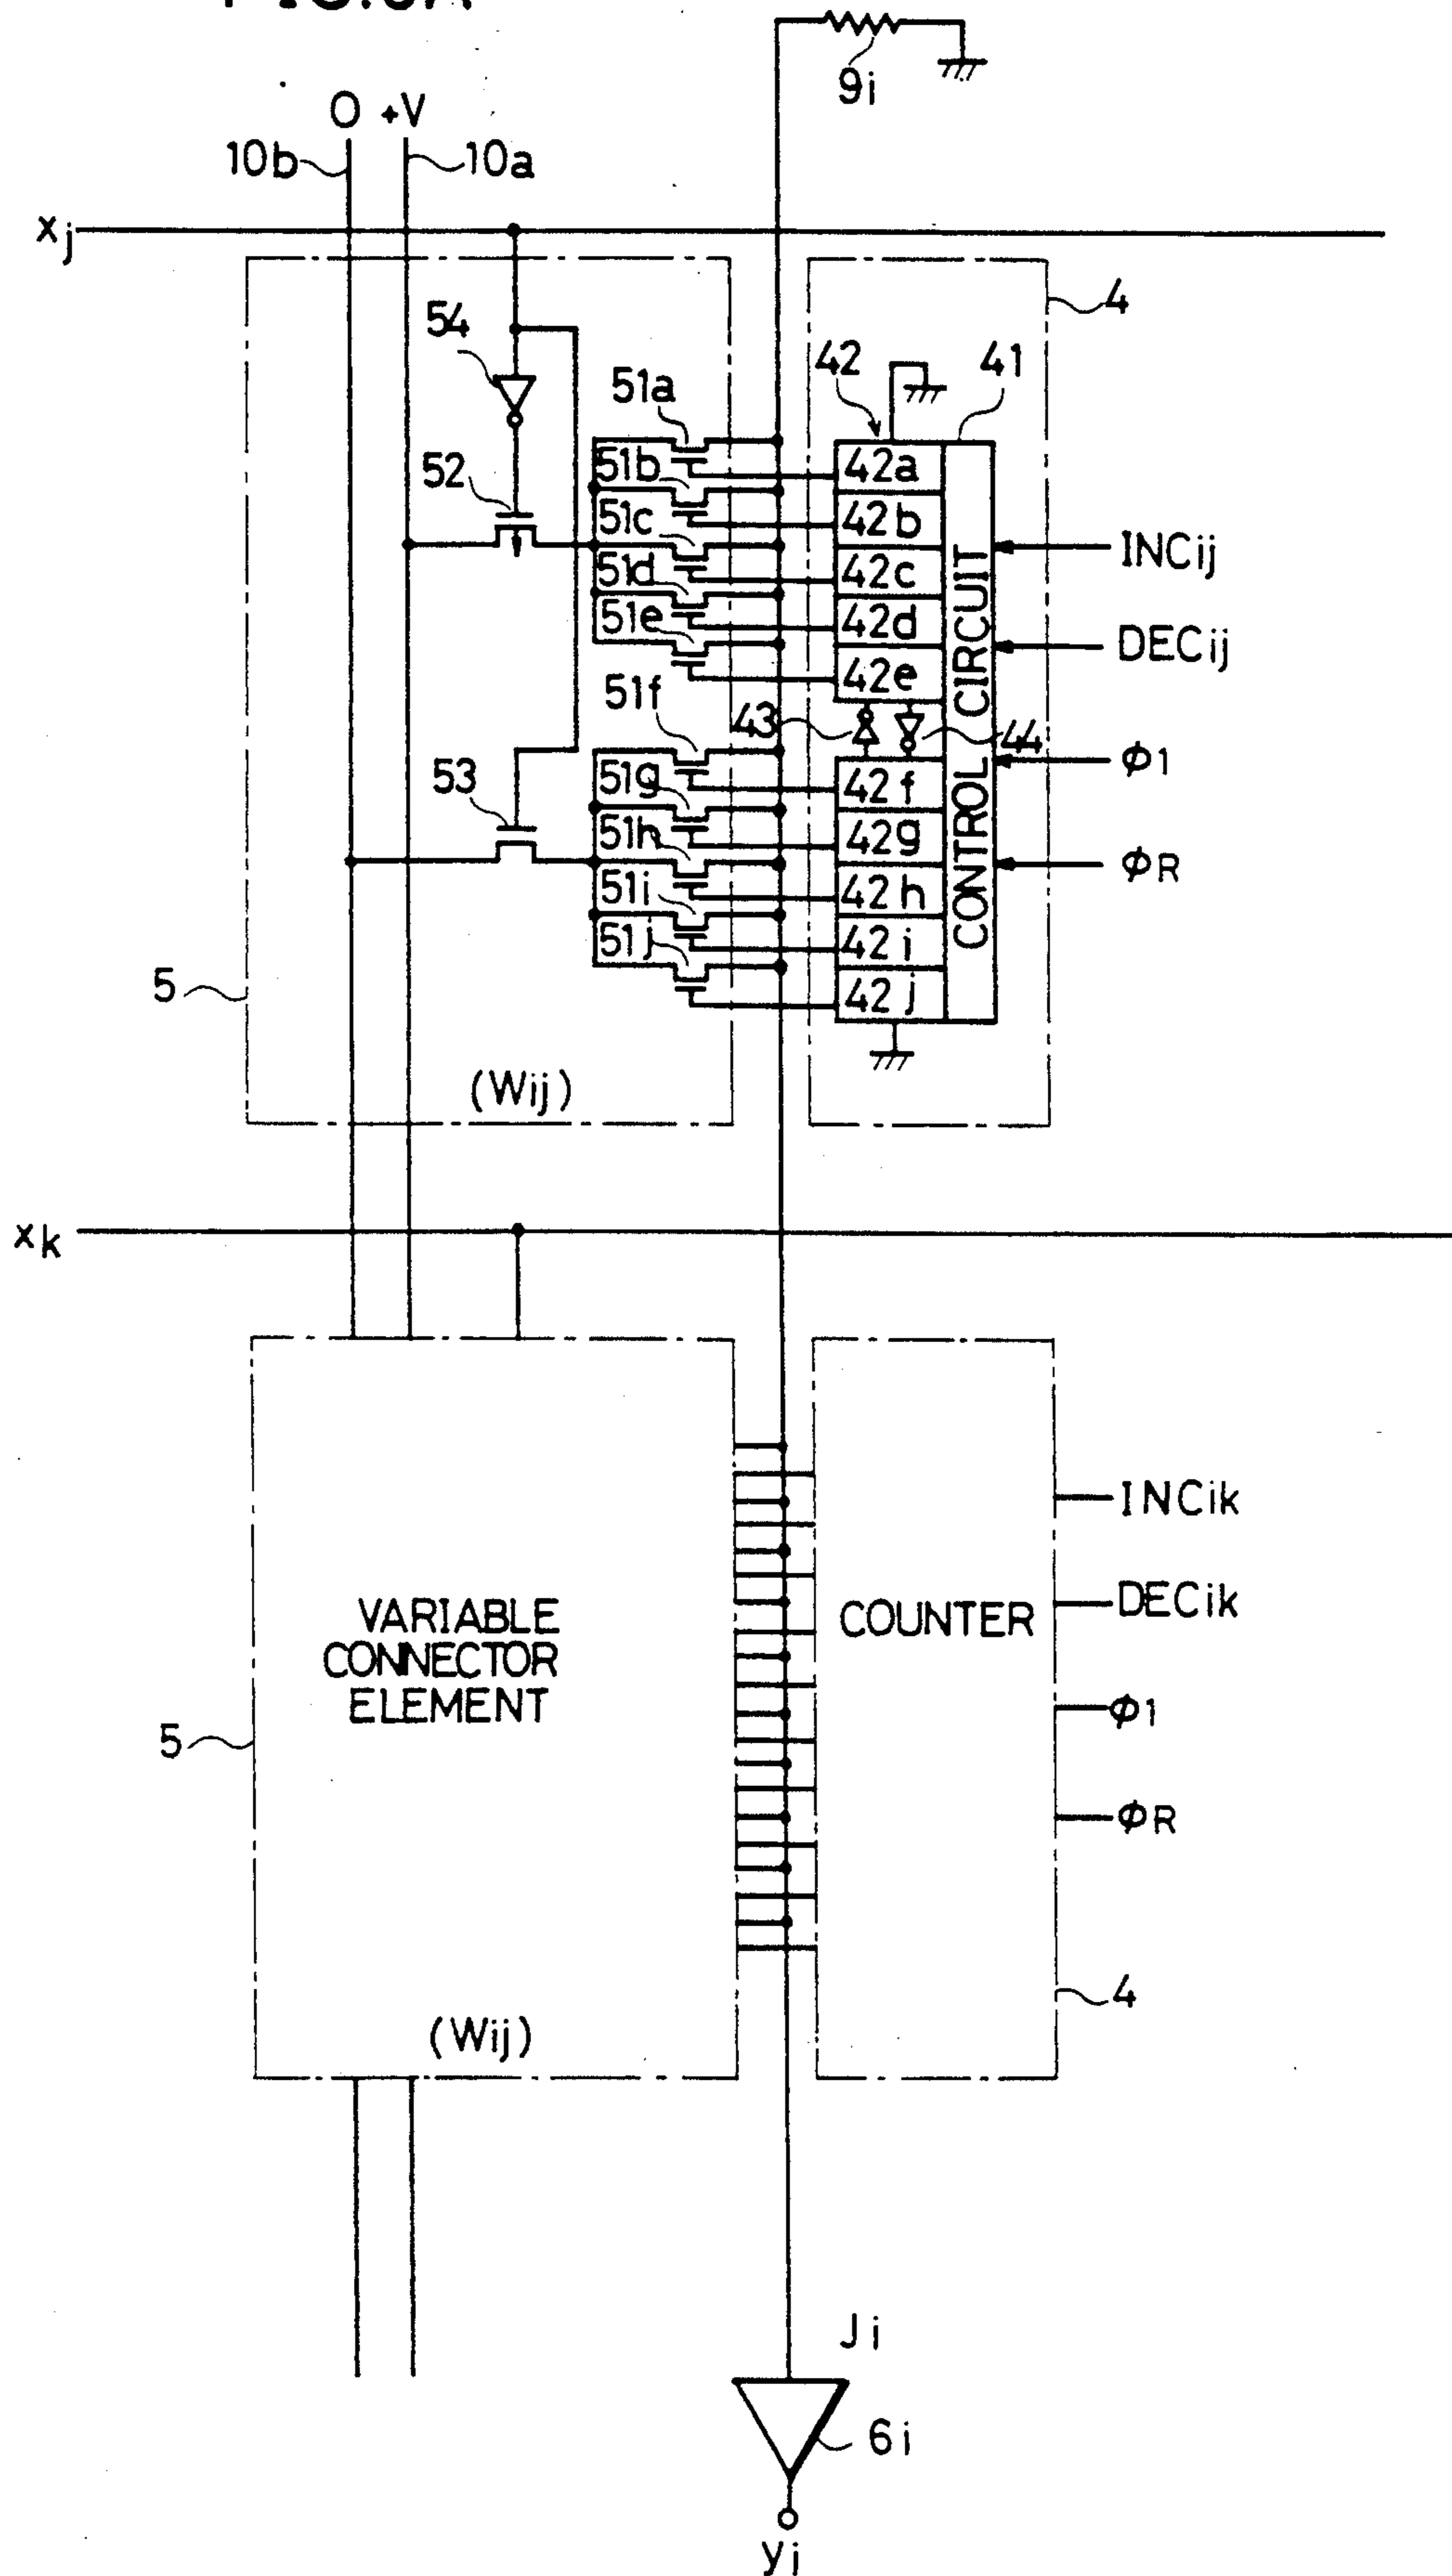 9i
O +V
10b 10a
xj
54
4
42 41
51a
42a
52
51b
42b
51c
INCij
42c
51d
42d
51e
DECij
42e
51f
43 44
CONTROL CIRCUIT
φ1
53
42f
51g
42g
51h
φR
42h
51i
42i
51j
5
42j
(Wij)
xk
INCik
VARIABLE
CONNECTOR
ELEMENT
COUNTER
DECik
5
φ1
φR
4
(Wij)
Ji
6i
yi